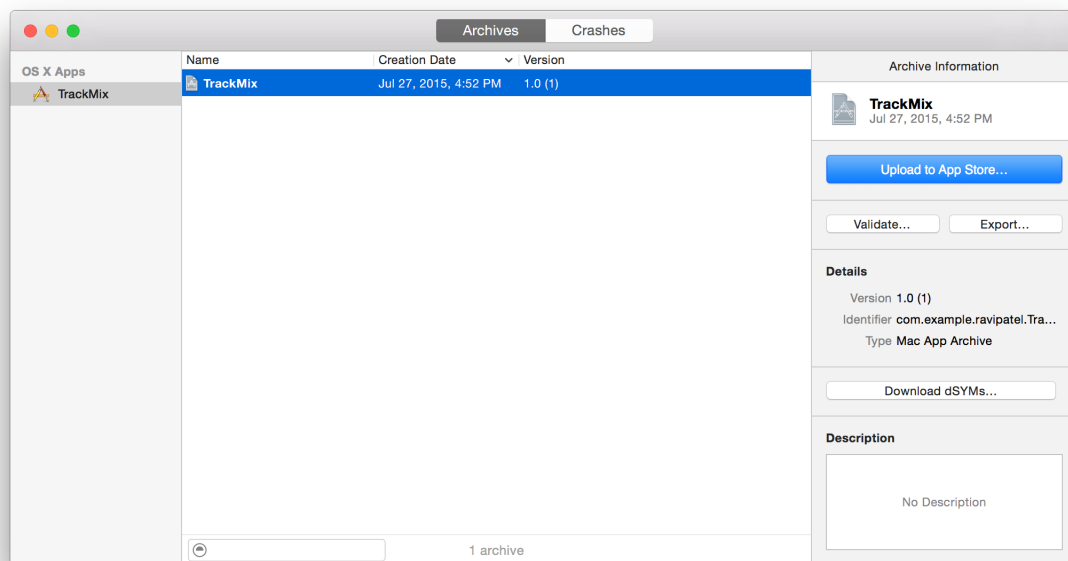 Archives Crashes
OS X Apps
TrackMix
Name Creation Date Version
TrackMix Jul 27, 2015, 4:52 PM 1.0 (1)
1 archive
Archive Information
TrackMix
Jul 27, 2015, 4:52 PM
Upload to App Store...
Validate... Export...
Details
Version 1.0 (1)
Identifier com.example.ravipatel.Tra...
Type Mac App Archive
Download dSYMs...
Description
No Description